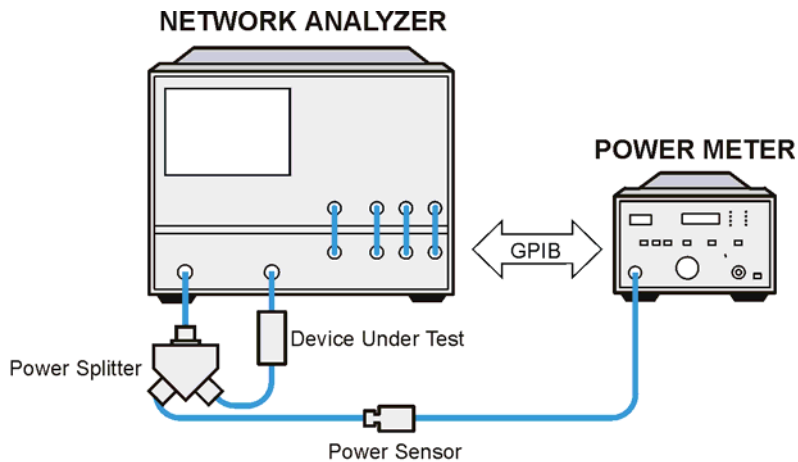 NETWORK ANALYZER
POWER METER
GPIB
Device Under Test
Power Splitter
Power Sensor